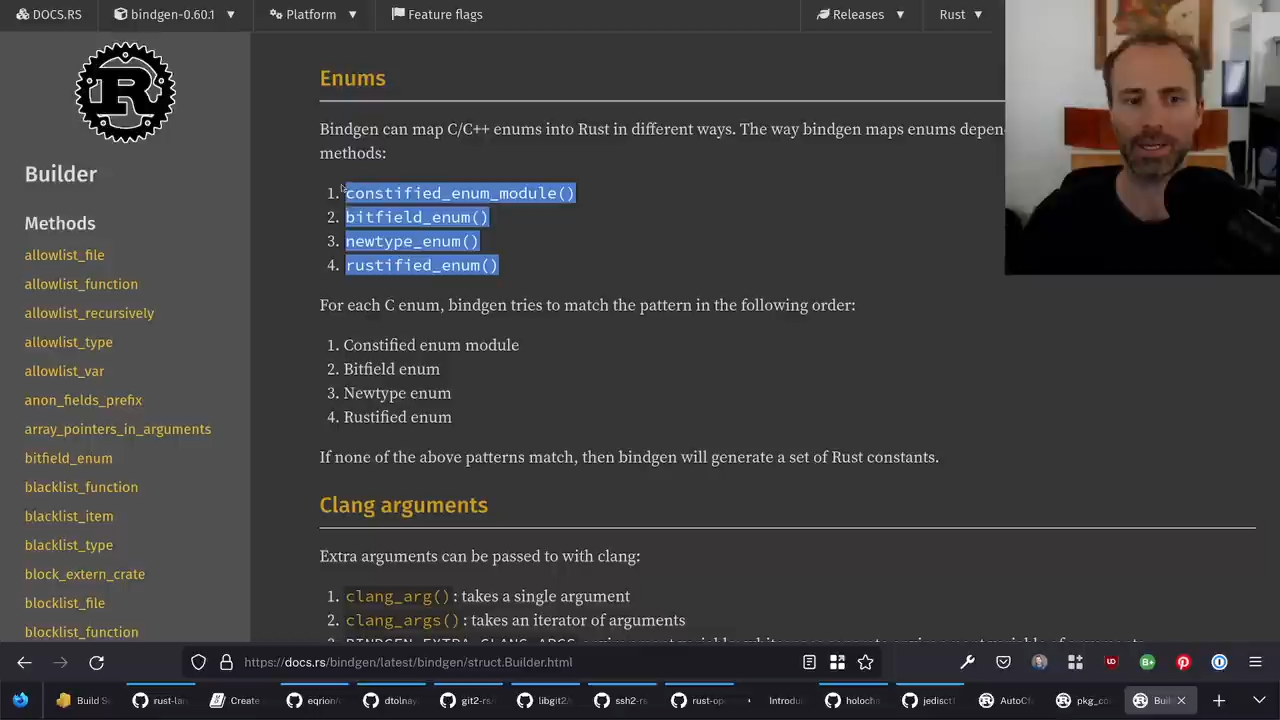 DOCS.RS
bindgen-0.60.1
Platform
Feature flags
Releases
Rust
Builder
Methods
allowlist_file
allowlist_function
allowlist_recursively
allowlist_type
allowlist_var
anon_fields_prefix
array_pointers_in_arguments
bitfield_enum
blacklist_function
blacklist_item
blacklist_type
block_extern_crate
blocklist_file
blocklist_function
Enums
Bindgen can map C/C++ enums into Rust in different ways. The way bindgen maps enums depen
methods:
1. constified_enum_module()
2. bitfield_enum()
3. newtype_enum()
4. rustified_enum()
For each C enum, bindgen tries to match the pattern in the following order:
1. Constified enum module
2. Bitfield enum
3. Newtype enum
4. Rustified enum
If none of the above patterns match, then bindgen will generate a set of Rust constants.
Clang arguments
Extra arguments can be passed to with clang:
1. clang_arg(): takes a single argument
2. clang_args(): takes an iterator of arguments
https://docs.rs/bindgen/latest/bindgen/struct.Builder.html
Build Sc
rust-lan
Create
eqrion/
dtolnay
git2-rs
libgit2/
ssh2-rs
rust-ope
Introdu
holochi
jedisct1
AutoCf
pkg_co
Buil